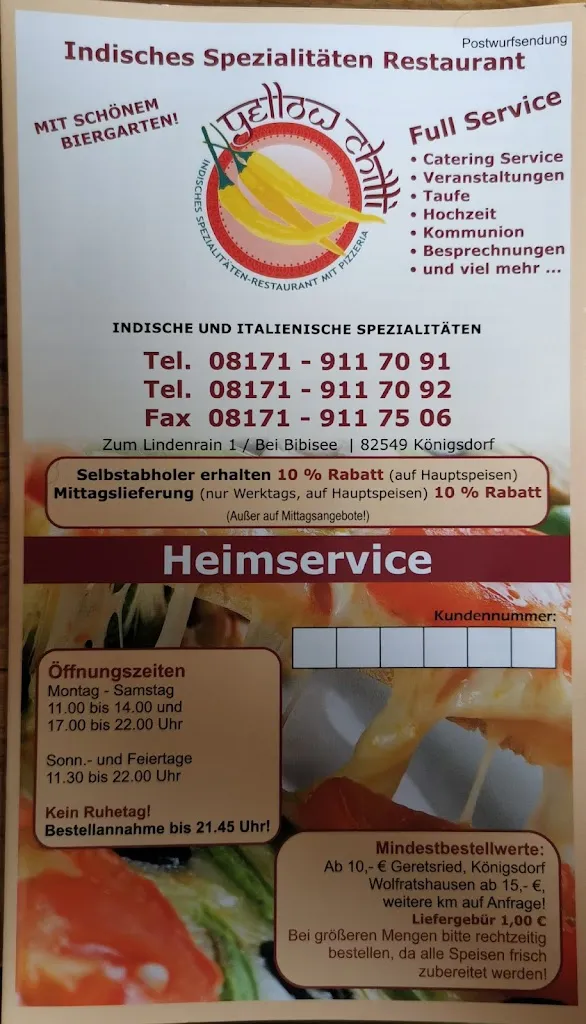 Postwurfsendung
Indisches Spezialitäten Restaurant
MIT SCHÖNEM
BIERGARTEN!
yellow chilli
INDISCHES SPEZIALITÄTEN-RESTAURANT MIT PIZZERIA
Full Service
• Catering Service
• Veranstaltungen
• Taufe
• Hochzeit
• Kommunion
• Besprechnungen
• und viel mehr ...
INDISCHE UND ITALIENISCHE SPEZIALITÄTEN
Tel. 08171 - 911 70 91
Tel. 08171 - 911 70 92
Fax 08171 - 911 75 06
Zum Lindenrain 1 / Bei Bibisee | 82549 Königsdorf
Selbstabholer erhalten 10 % Rabatt (auf Hauptspeisen)
Mittagslieferung (nur Werktags, auf Hauptspeisen) 10 % Rabatt
(Außer auf Mittagsangebote!)
Heimservice
Kundennummer:
Öffnungszeiten
Montag - Samstag
11.00 bis 14.00 und
17.00 bis 22.00 Uhr
Sonn.- und Feiertage
11.30 bis 22.00 Uhr
Kein Ruhetag!
Bestellannahme bis 21.45 Uhr!
Mindestbestellwerte:
Ab 10,- € Geretsried, Königsdorf
Wolfratshausen ab 15,- €,
weitere km auf Anfrage!
Liefergebür 1,00 €
Bei größeren Mengen bitte rechtzeitig
bestellen, da alle Speisen frisch
zubereitet werden!